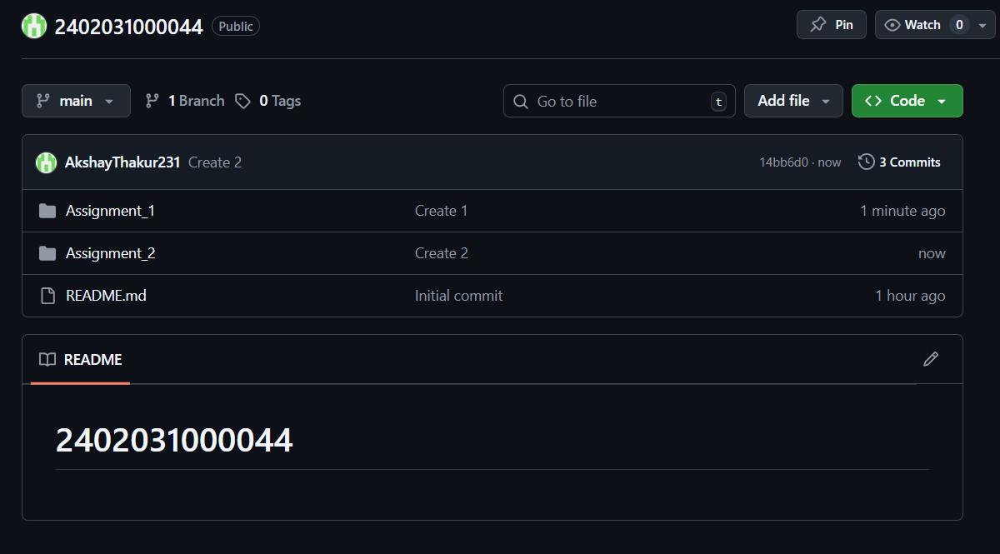 2402031000044 Public Pin Watch 0
main 1 Branch 0 Tags Go to file t Add file Code
AkshayThakur231 Create 2 14bb6d0 · now 3 Commits
Assignment_1 Create 1 1 minute ago
Assignment_2 Create 2 now
README.md Initial commit 1 hour ago
README
2402031000044